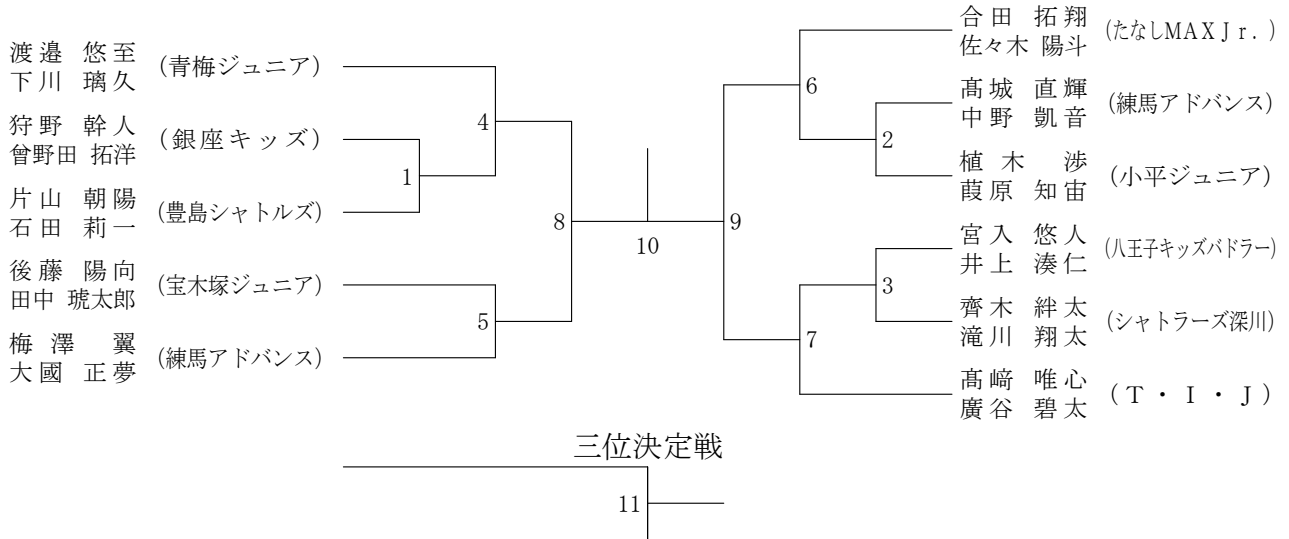 渡邉 悠至
下川 璃久
(青梅ジュニア)
狩野 幹人
曾野田 拓洋
(銀座キッズ)
片山 朝陽
石田 莉一
(豊島シャトルズ)
後藤 陽向
田中 琥太郎
(宝木塚ジュニア)
梅澤 翼
大國 正夢
(練馬アドバンス)
4
1
5
8
10
9
6
2
3
7
合田 拓翔
佐々木 陽斗
(たなしMAXJr.)
髙城 直輝
中野 凱音
(練馬アドバンス)
植木 渉
葭原 知宙
(小平ジュニア)
宮入 悠人
井上 湊仁
(八王子キッズバドラー)
齊木 絆太
滝川 翔太
(シャトラーズ深川)
髙﨑 唯心
廣谷 碧太
(T・I・J)
三位決定戦
11